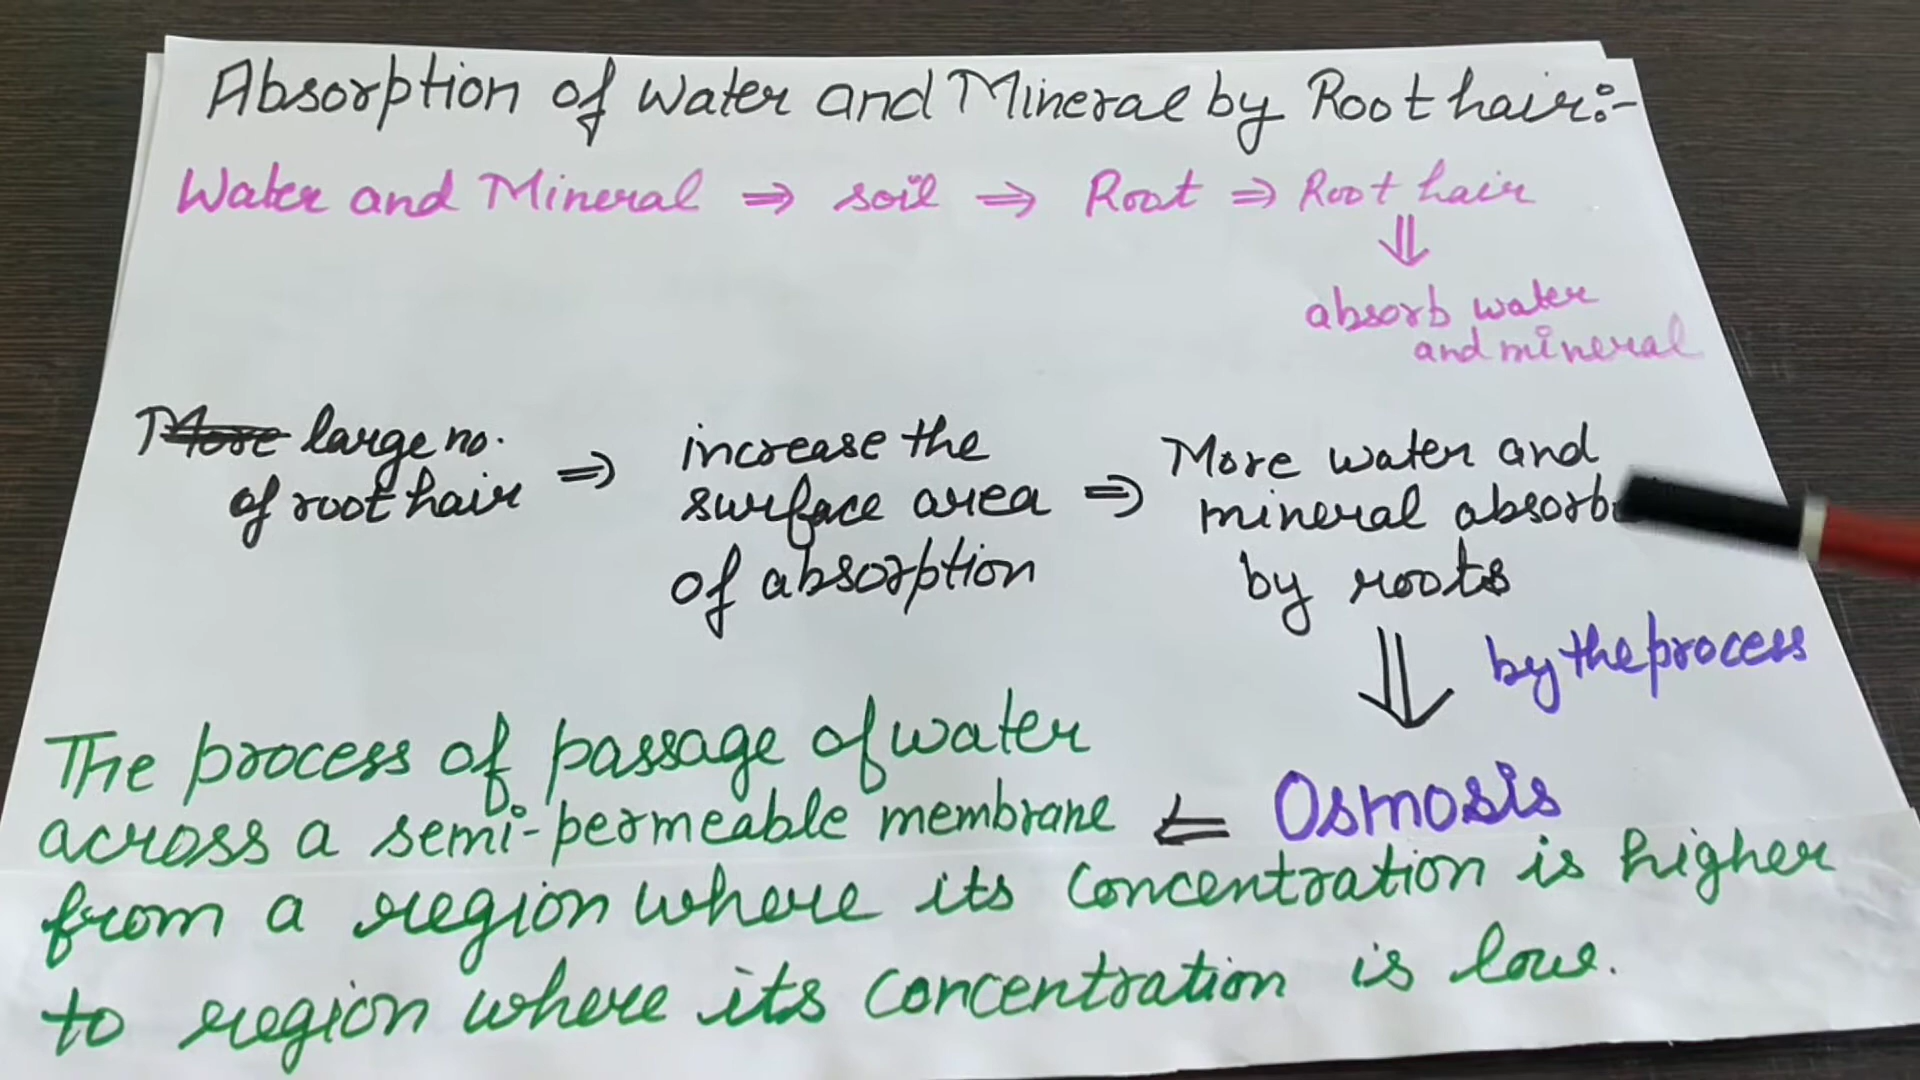 Absorption of Water and Mineral by Root hair:-
Water and Mineral ⇒ soil ⇒ Root ⇒ Root hair
⇓
absorb water
and mineral
More large no.
of root hair ⇒
increase the
surface area
of absorption ⇒
More water and
mineral absorb
by roots
⇓ by the process
Osmosis ⇐
The process of passage of water
across a semi-permeable membrane
from a region where its concentration is higher
to region where its concentration is low.